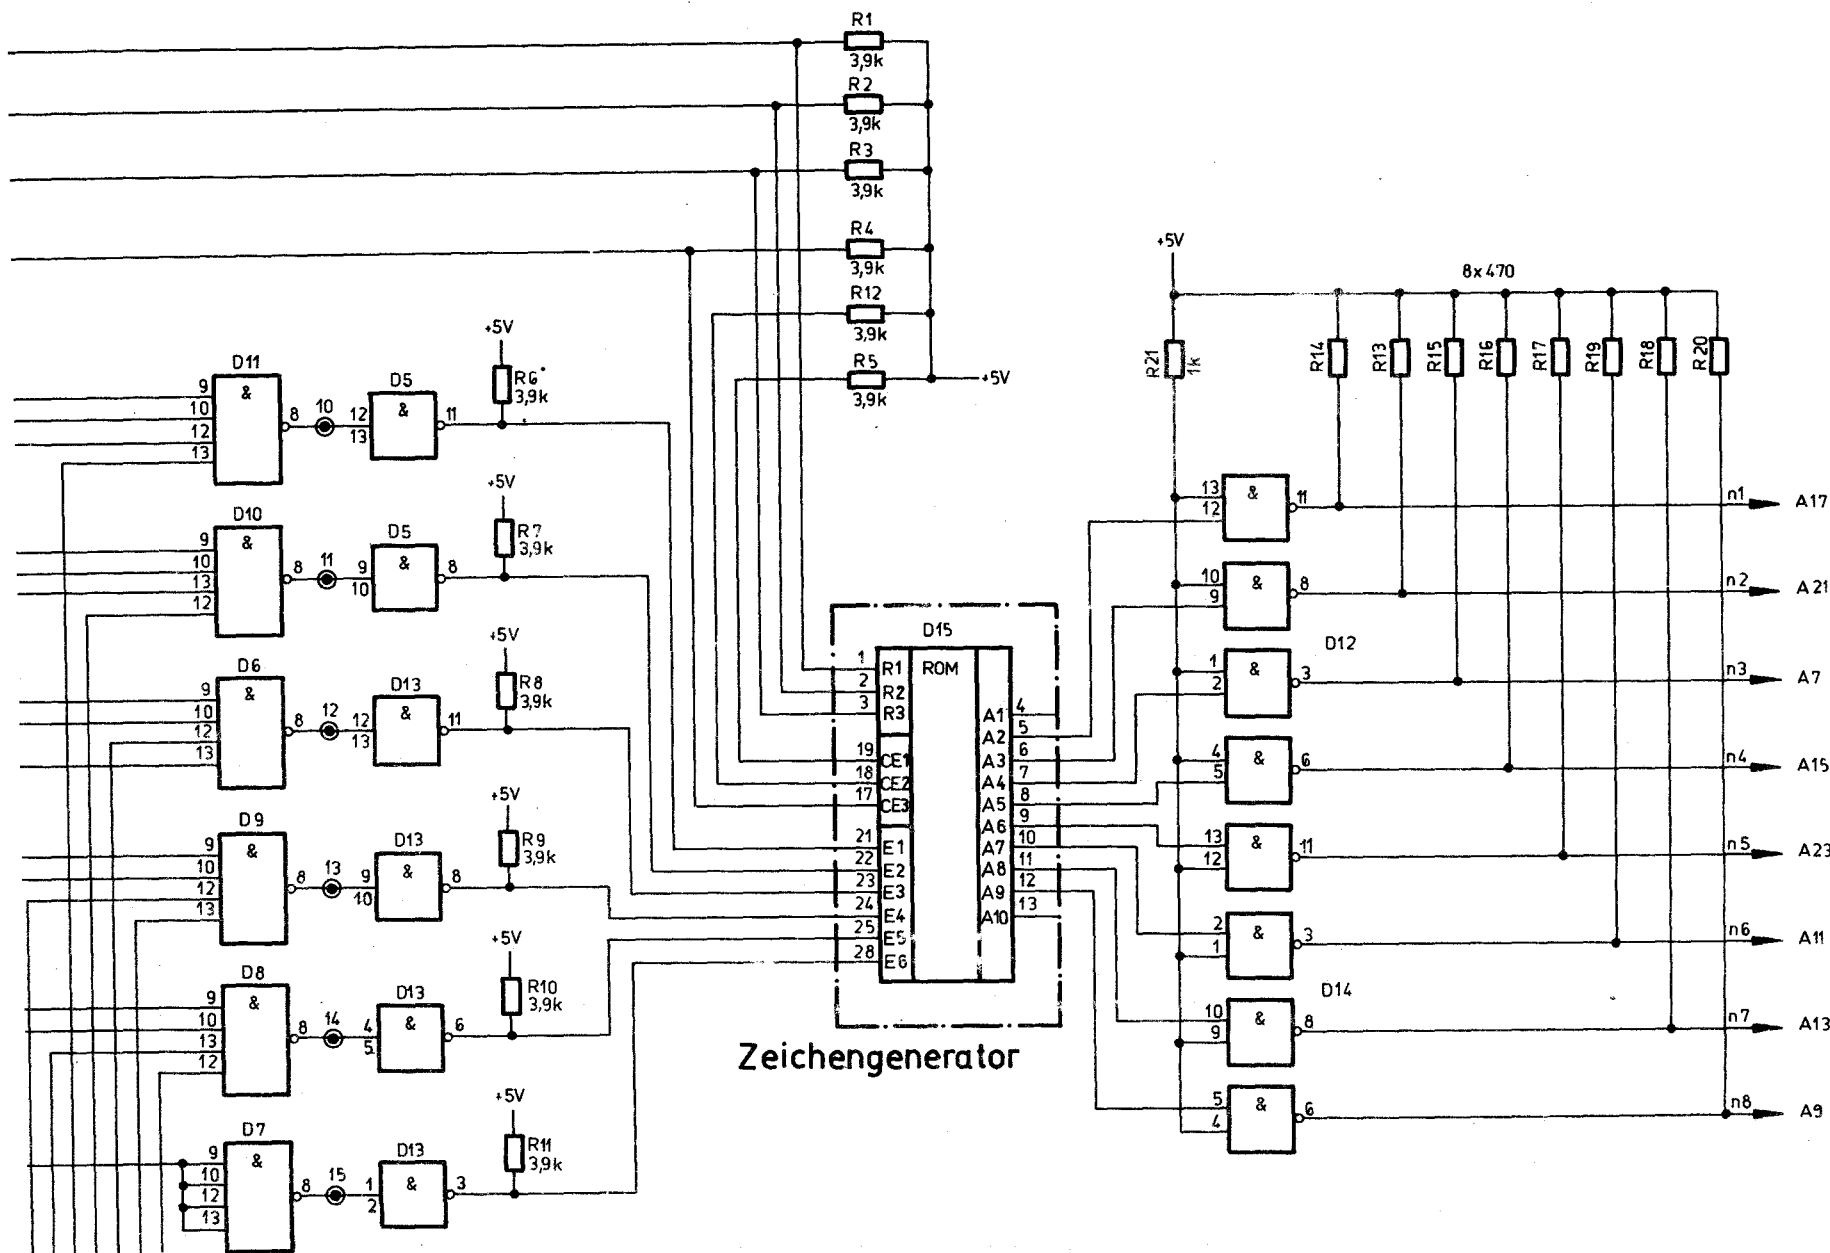 R1
3,9k
R2
3,9k
R3
3,9k
R4
3,9k
R12
3,9k
R5
3,9k
+5V
+5V
8x470
R21
1k
R14
R13
R15
R16
R17
R19
R18
R20
D11
&
9
10
12
13
8
10
12
13
D5
&
11
+5V
R6
3,9k
D10
&
9
10
13
12
8
11
9
10
D5
&
8
+5V
R7
3,9k
D6
&
9
10
12
13
8
12
12
13
D13
&
11
+5V
R8
3,9k
D9
&
9
10
12
13
8
13
9
10
D13
&
8
+5V
R9
3,9k
D8
&
9
10
13
12
8
14
4
5
D13
&
6
+5V
R10
3,9k
D7
&
9
10
12
13
8
15
1
2
D13
&
3
+5V
R11
3,9k
D15
ROM
1 R1
2 R2
3 R3
19 CE1
18 CE2
17 CE3
21 E1
22 E2
23 E3
24 E4
25 E5
28 E6
A1 4
A2 5
A3 6
A4 7
A5 8
A6 9
A7 10
A8 11
A9 12
A10 13
Zeichengenerator
13
12
&
11
n1
A17
10
9
&
8
n2
A21
D12
1
2
&
3
n3
A7
4
5
&
6
n4
A15
13
12
&
11
n5
A23
2
1
&
3
n6
A11
D14
10
9
&
8
n7
A13
5
4
&
6
n8
A9